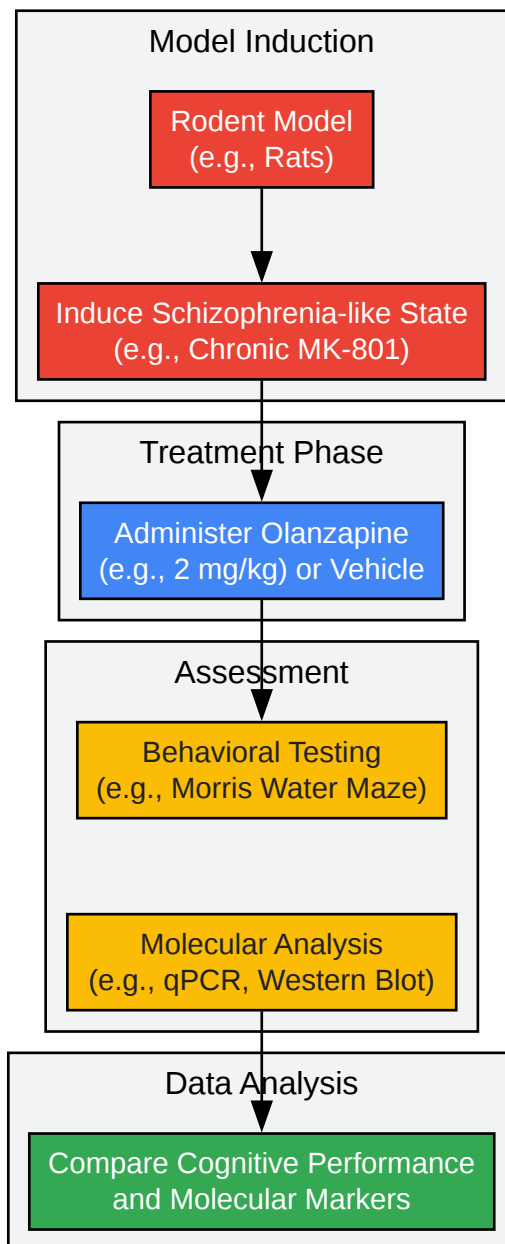 Model Induction
Rodent Model
(e.g., Rats)
Induce Schizophrenia-like State
(e.g., Chronic MK-801)
Treatment Phase
Administer Olanzapine
(e.g., 2 mg/kg) or Vehicle
Assessment
Behavioral Testing
(e.g., Morris Water Maze)
Molecular Analysis
(e.g., qPCR, Western Blot)
Data Analysis
Compare Cognitive Performance
and Molecular Markers